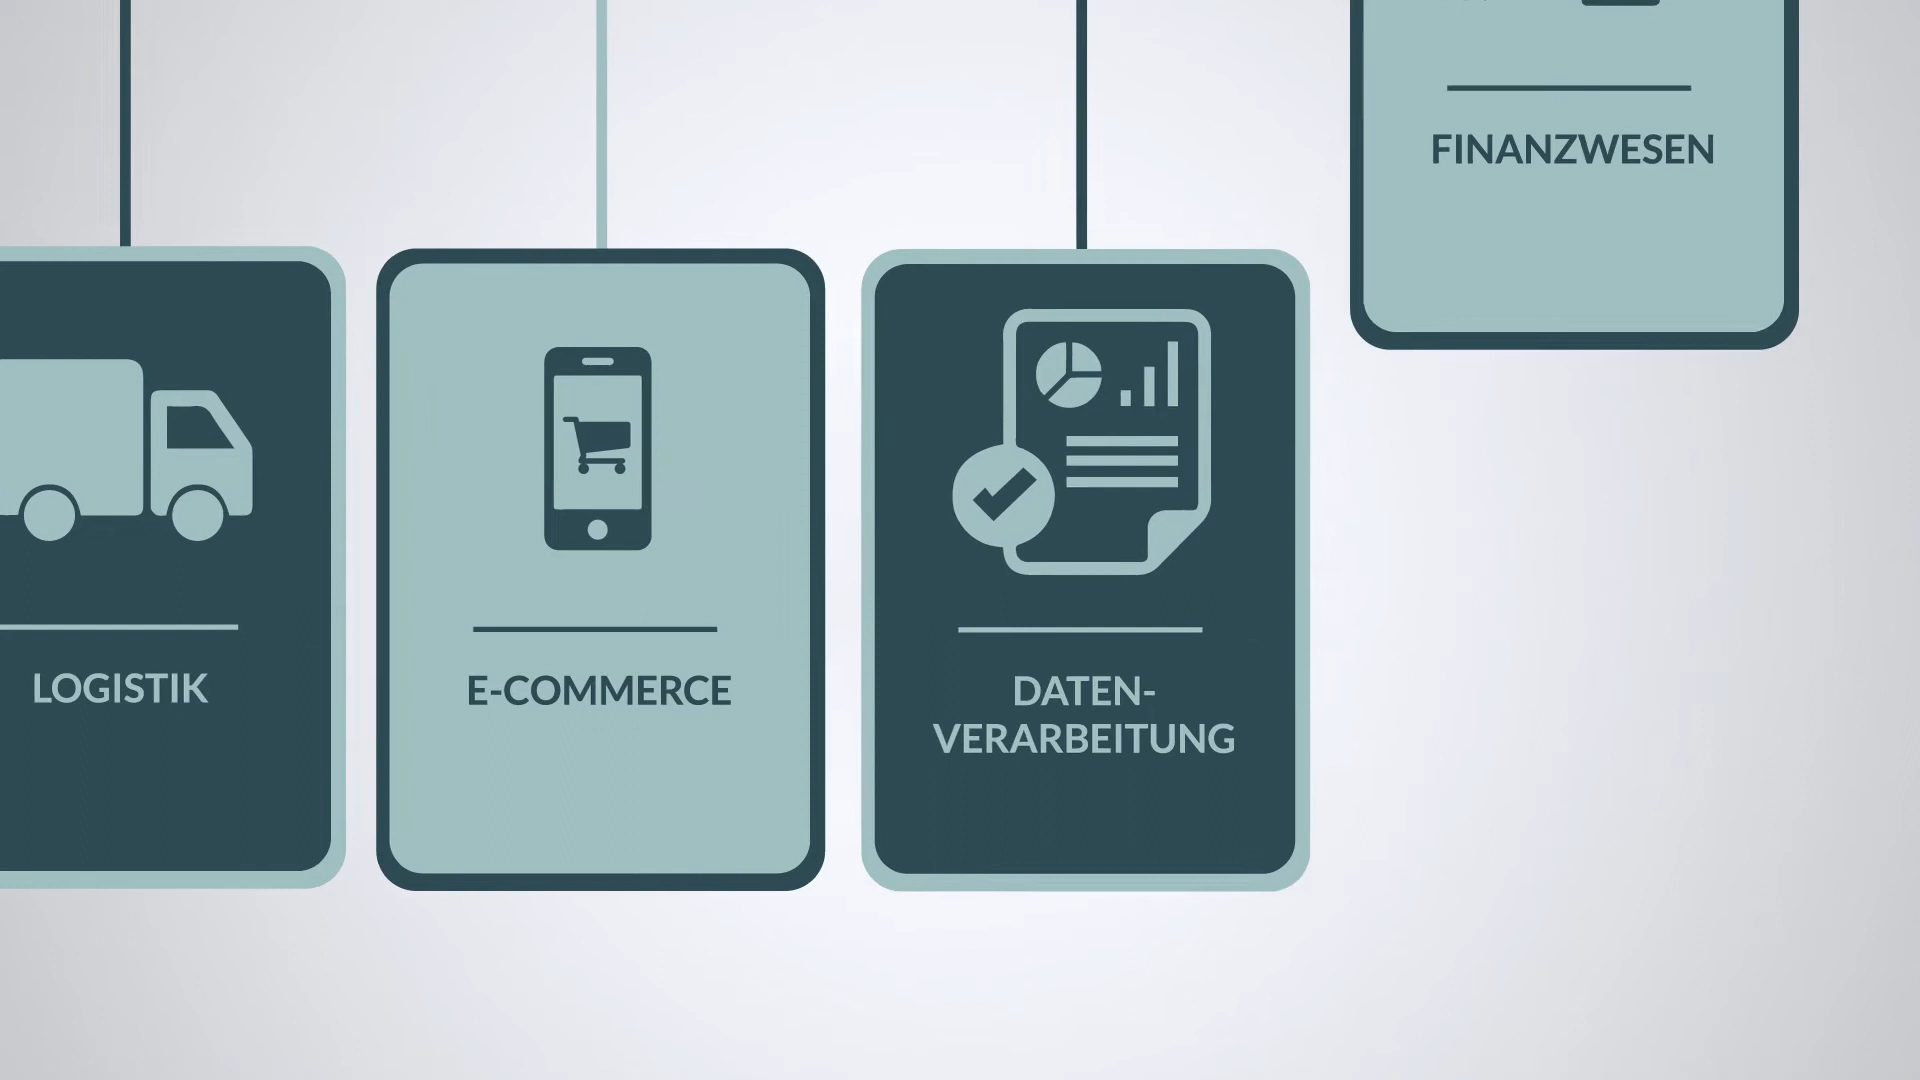 LOGISTIK
E-COMMERCE
DATEN-
VERARBEITUNG
FINANZWESEN